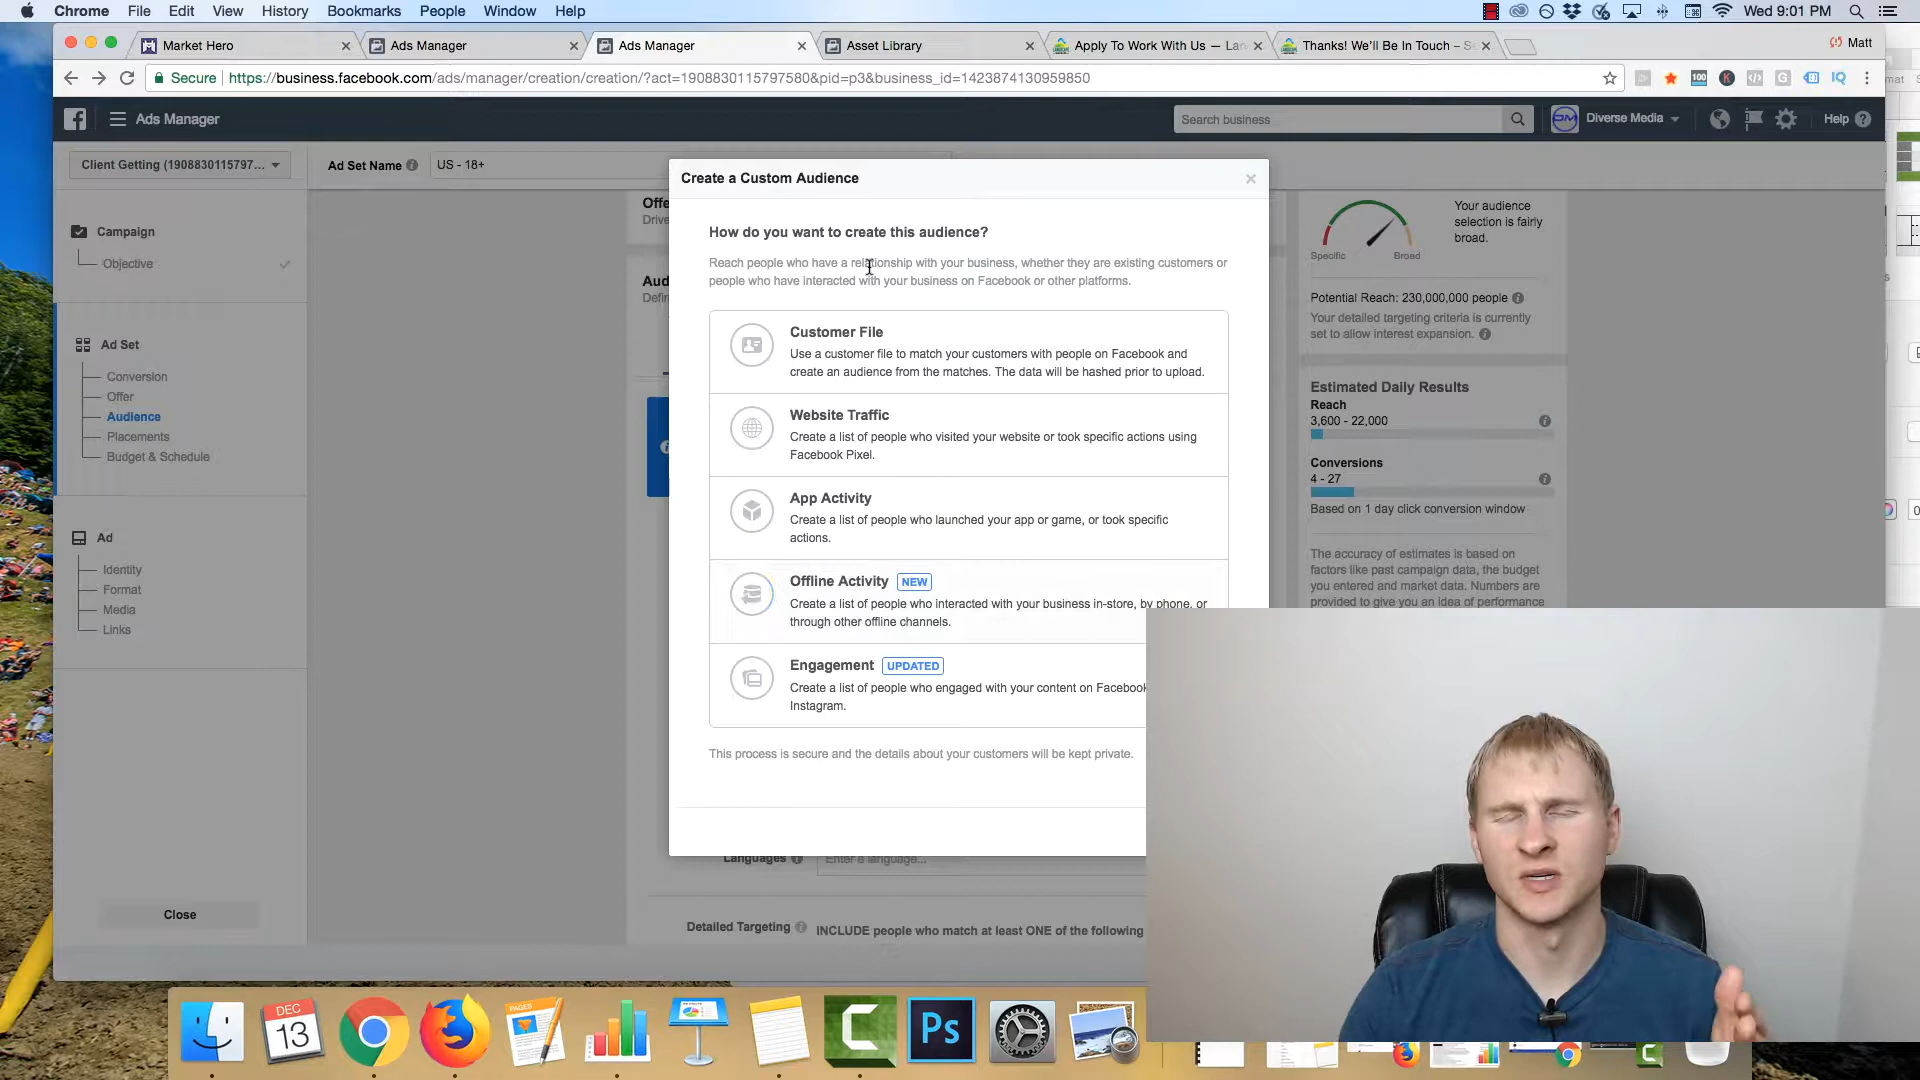 Chrome File Edit View History Bookmarks People Window Help
Wed 9:01 PM
Market Hero
Ads Manager
Ads Manager
Asset Library
Apply To Work With Us — Lan
Thanks! We'll Be In Touch – S
Matt
Secure
https://business.facebook.com/ads/manager/creation/creation/?act=1908830115797580&pid=p3&business_id=1423874130959850
100
K
G
IQ
Ads Manager
Search business
DM
Diverse Media
Help
Client Getting (1908830115797...
Ad Set Name
US - 18+
Campaign
Objective
Ad Set
Conversion
Offer
Audience
Placements
Budget & Schedule
Ad
Identity
Format
Media
Links
Close
Offe
Drive
Aud
Defin
Create a Custom Audience
How do you want to create this audience?
Reach people who have a relationship with your business, whether they are existing customers or
people who have interacted with your business on Facebook or other platforms.
Customer File
Use a customer file to match your customers with people on Facebook and
create an audience from the matches. The data will be hashed prior to upload.
Website Traffic
Create a list of people who visited your website or took specific actions using
Facebook Pixel.
App Activity
Create a list of people who launched your app or game, or took specific
actions.
Offline Activity NEW
Create a list of people who interacted with your business in-store, by phone, or
through other offline channels.
Engagement UPDATED
Create a list of people who engaged with your content on Facebook
Instagram.
This process is secure and the details about your customers will be kept private.
Languages
Enter a language...
Detailed Targeting
INCLUDE people who match at least ONE of the following
Your audience
selection is fairly
broad.
Specific
Broad
Potential Reach: 230,000,000 people
Your detailed targeting criteria is currently
set to allow interest expansion.
Estimated Daily Results
Reach
3,600 - 22,000
Conversions
4 - 27
Based on 1 day click conversion window
The accuracy of estimates is based on
factors like past campaign data, the budget
you entered and market data. Numbers are
provided to give you an idea of performance
DEC
13
PAGES
Ps